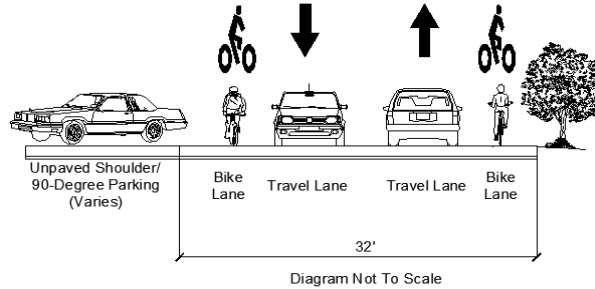 Unpaved Shoulder/
90-Degree Parking
(Varies)
Bike
Lane
Travel Lane
Travel Lane
Bike
Lane
32'
Diagram Not To Scale